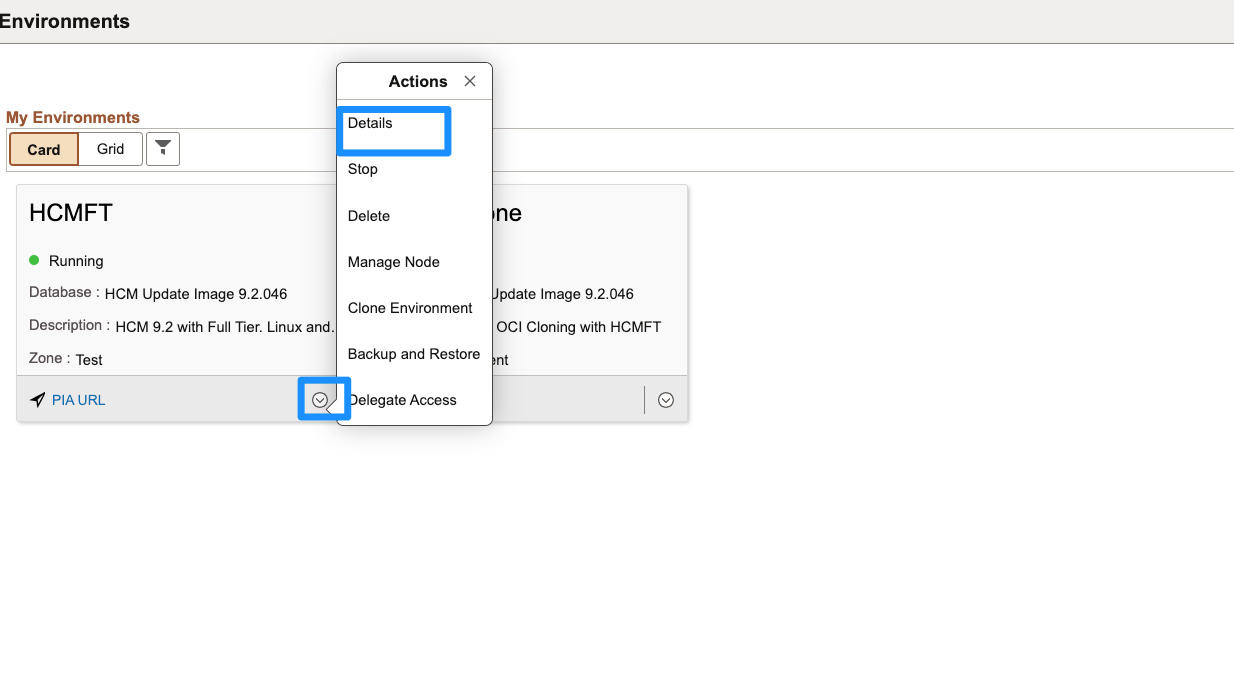 Environments
Actions
Details
Stop
Delete
Manage Node
Clone Environment
Backup and Restore
Delegate Access
My Environments
Card Grid
HCMFT
Running
Database : HCM Update Image 9.2.046
Description : HCM 9.2 with Full Tier. Linux and...
Zone : Test
PIA URL
Update Image 9.2.046
OCI Cloning with HCMFT